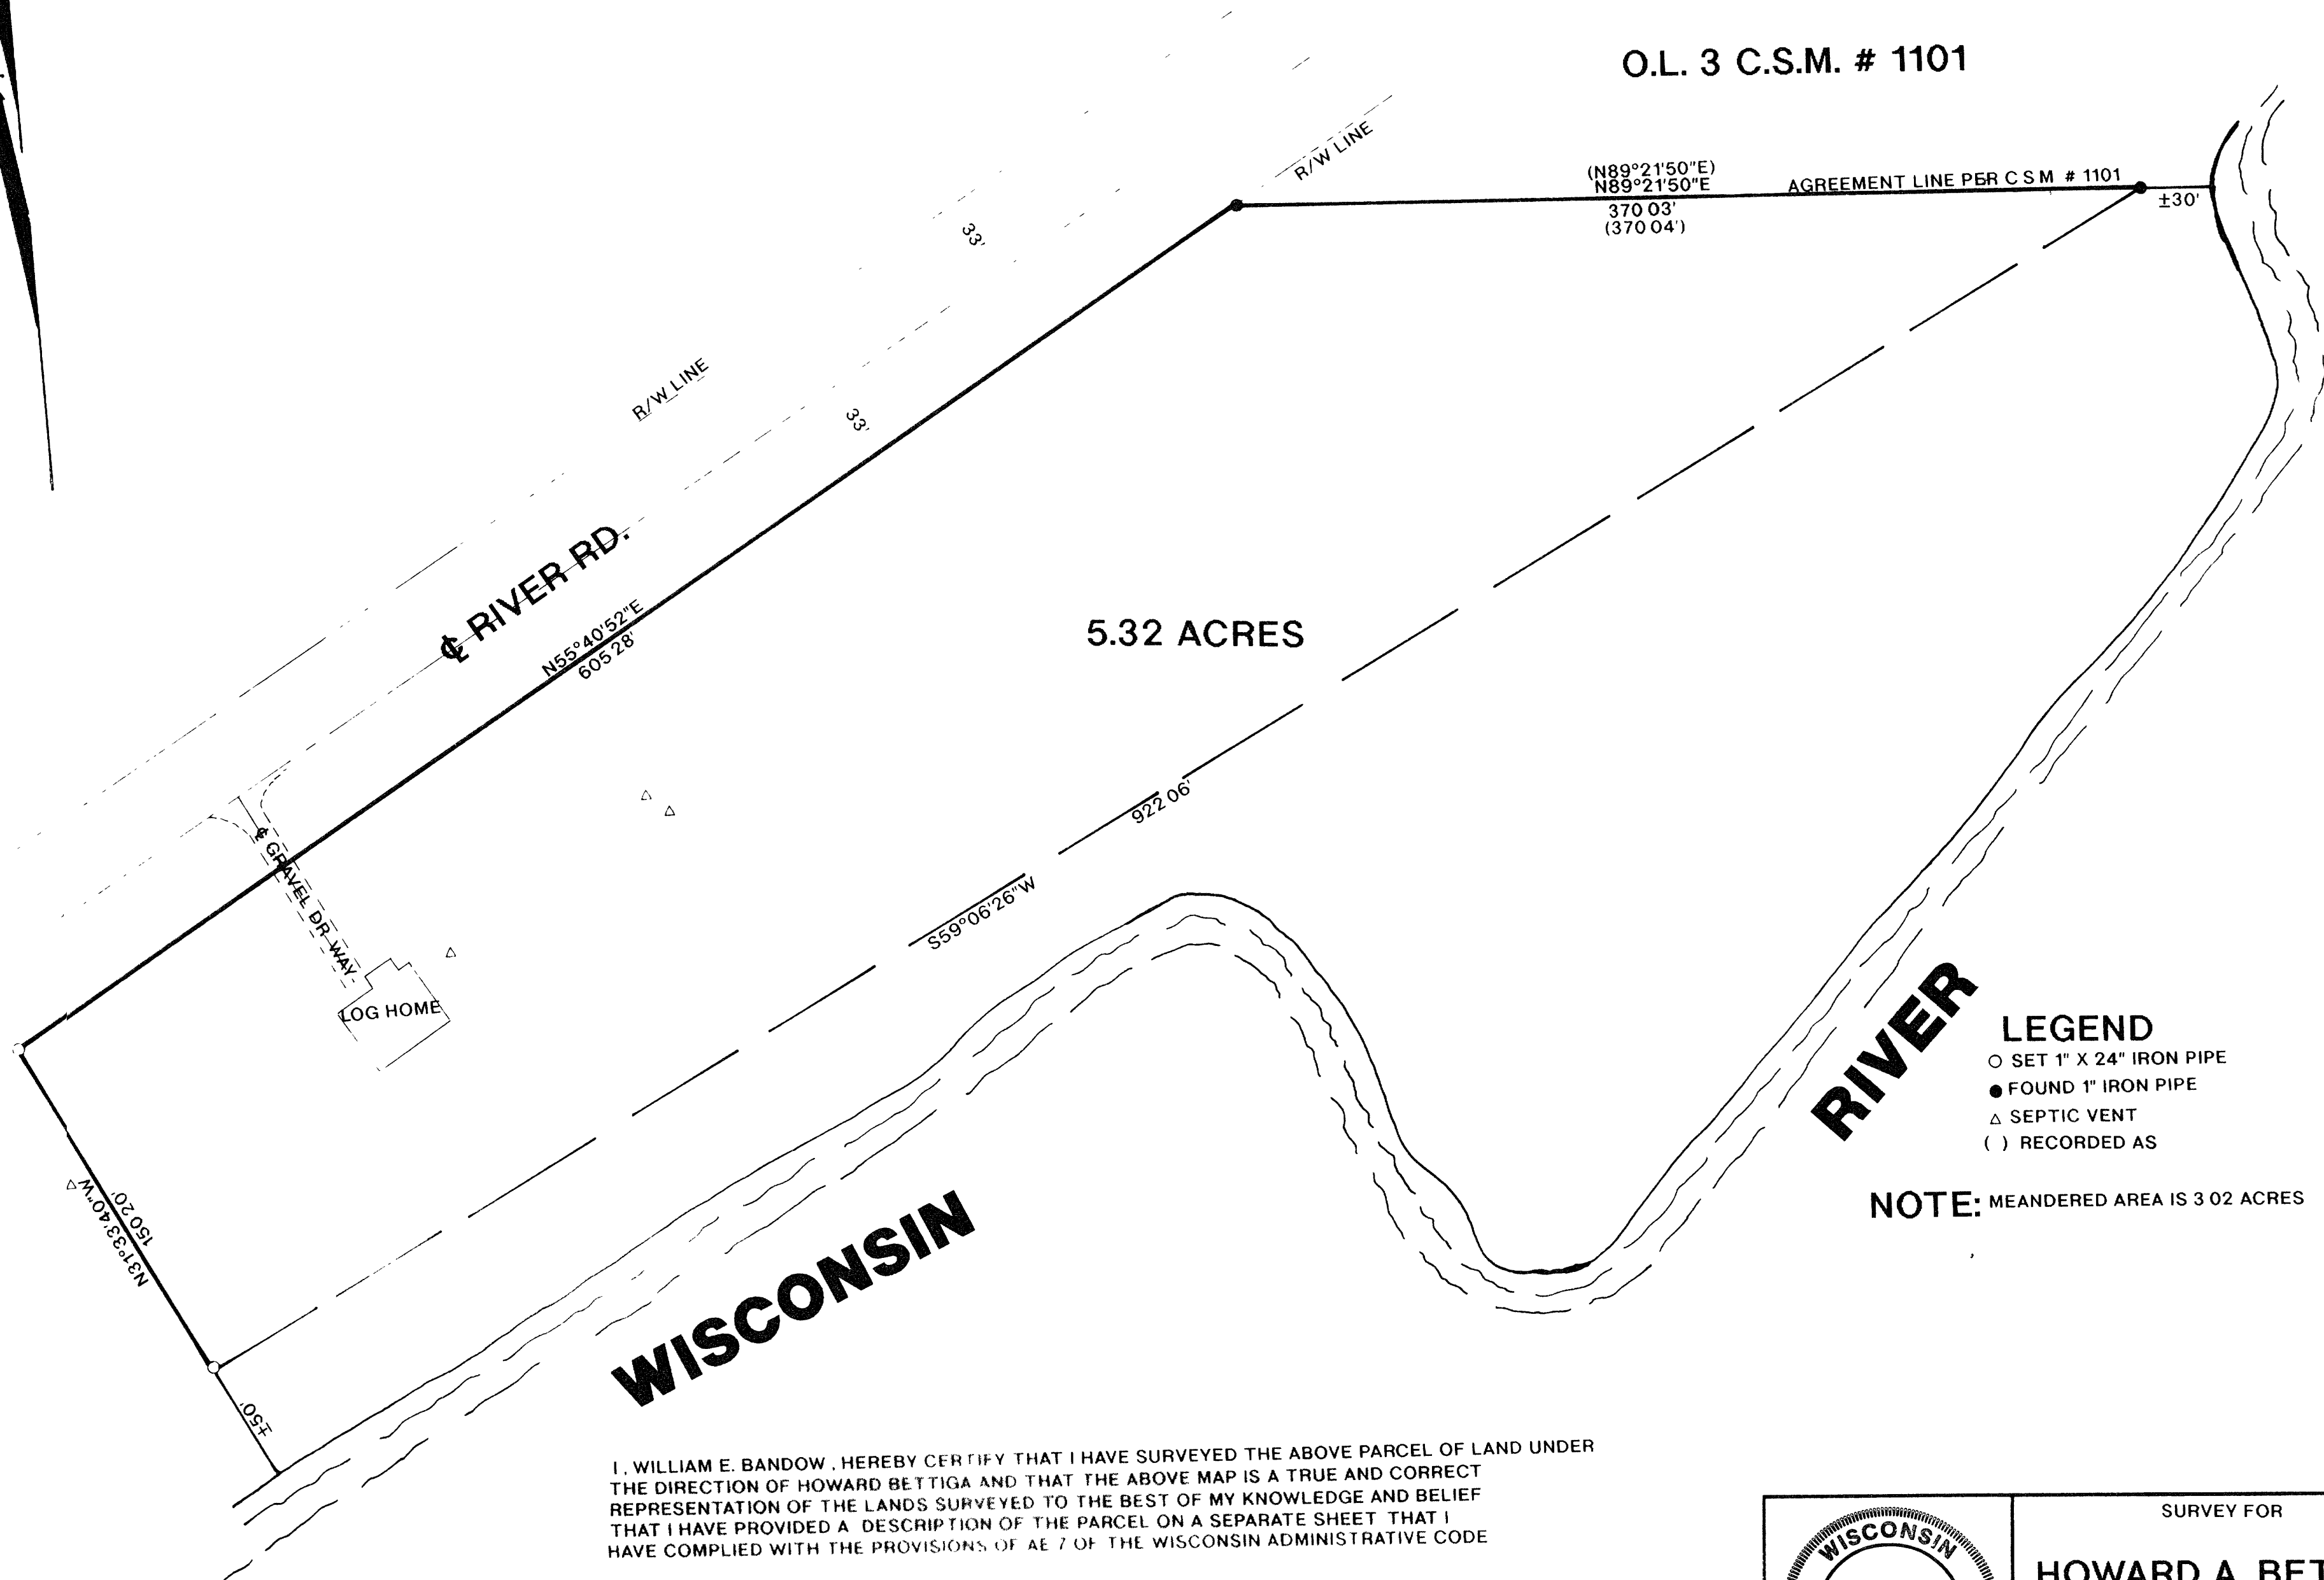 O.L. 3 C.S.M. # 1101
R/W LINE
(N89°21'50"E)
N89°21'50"E
AGREEMENT LINE PER C S M # 1101
370 03'
(370 04')
±30'
33'
R/W LINE
33'
℄ RIVER RD.
N55°40'52"E
605 28'
5.32 ACRES
922 06'
S59°06'26"W
℄ GRAVEL DR WAY
LOG HOME
N31°33'40"W
150 20'
±50'
WISCONSIN
RIVER
LEGEND
○ SET 1" X 24" IRON PIPE
● FOUND 1" IRON PIPE
△ SEPTIC VENT
( ) RECORDED AS
NOTE: MEANDERED AREA IS 3 02 ACRES
I, WILLIAM E. BANDOW, HEREBY CERTIFY THAT I HAVE SURVEYED THE ABOVE PARCEL OF LAND UNDER
THE DIRECTION OF HOWARD BETTIGA AND THAT THE ABOVE MAP IS A TRUE AND CORRECT
REPRESENTATION OF THE LANDS SURVEYED TO THE BEST OF MY KNOWLEDGE AND BELIEF
THAT I HAVE PROVIDED A DESCRIPTION OF THE PARCEL ON A SEPARATE SHEET THAT I
HAVE COMPLIED WITH THE PROVISIONS OF AE 7 OF THE WISCONSIN ADMINISTRATIVE CODE
WISCONSIN
SURVEY FOR
HOWARD A. BET